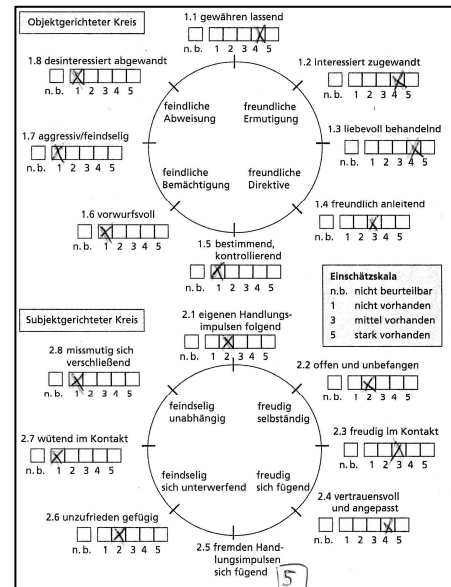 Objektgerichteter Kreis
1.1 gewähren lassend
n.b. 1 2 3 4 5
1.8 desinteressiert abgewandt
n.b. 1 2 3 4 5
1.2 interessiert zugewandt
n.b. 1 2 3 4 5
feindliche
Abweisung
freundliche
Ermutigung
1.7 aggressiv/feindselig
n.b. 1 2 3 4 5
1.3 liebevoll behandelnd
n.b. 1 2 3 4 5
feindliche
Bemächtigung
freundliche
Direktive
1.6 vorwurfsvoll
n.b. 1 2 3 4 5
1.4 freundlich anleitend
n.b. 1 2 3 4 5
1.5 bestimmend,
kontrollierend
n.b. 1 2 3 4 5
Einschätzskala
n.b. nicht beurteilbar
1 nicht vorhanden
3 mittel vorhanden
5 stark vorhanden
Subjektgerichteter Kreis
2.1 eigenen Handlungs-
impulsen folgend
n.b. 1 2 3 4 5
2.8 missmutig sich
verschließend
n.b. 1 2 3 4 5
2.2 offen und unbefangen
n.b. 1 2 3 4 5
feindselig
unabhängig
freudig
selbständig
2.7 wütend im Kontakt
n.b. 1 2 3 4 5
2.3 freudig im Kontakt
n.b. 1 2 3 4 5
feindselig
sich unterwerfend
freudig
sich fügend
2.6 unzufrieden gefügig
n.b. 1 2 3 4 5
2.4 vertrauensvoll
und angepasst
n.b. 1 2 3 4 5
2.5 fremden Hand-
lungsimpulsen
sich fügend 5